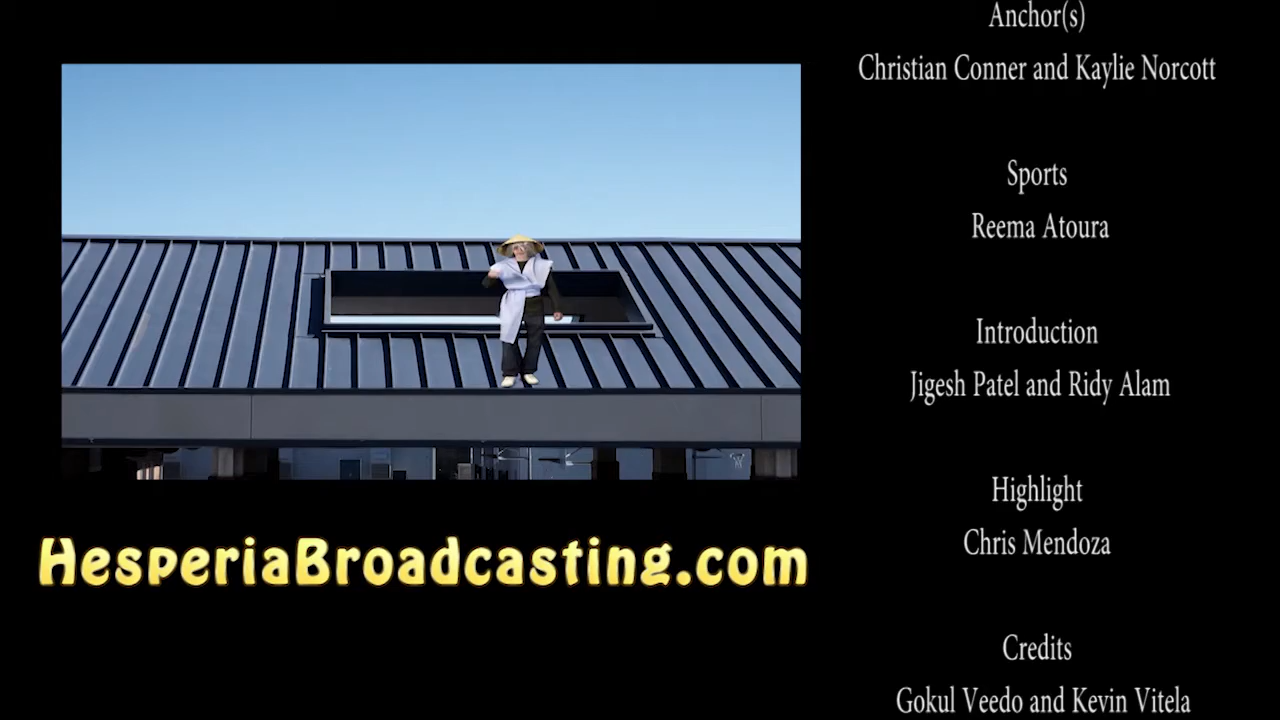 Anchor(s)
Christian Conner and Kaylie Norcott
Sports
Reema Atoura
Introduction
Jigesh Patel and Ridy Alam
Highlight
Chris Mendoza
Credits
Gokul Veedo and Kevin Vitela
HesperiaBroadcasting.com